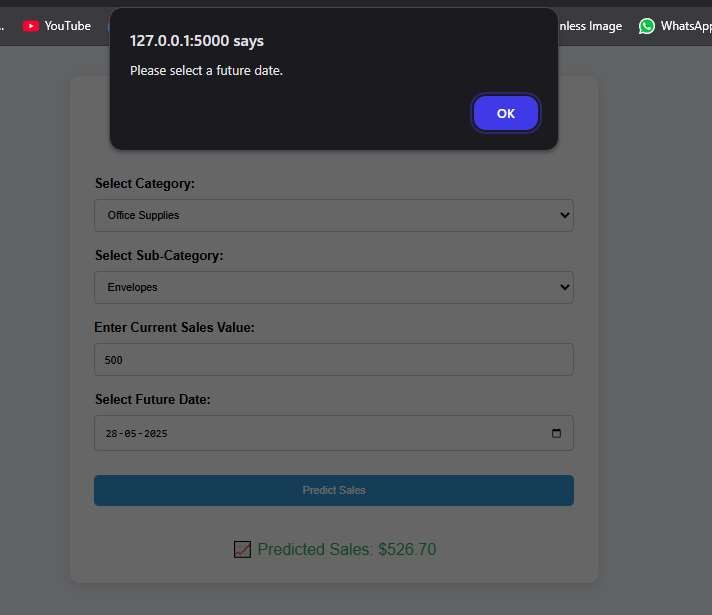 YouTube
nless Image
WhatsApp
127.0.0.1:5000 says
Please select a future date.
OK
Select Category:
Office Supplies
Select Sub-Category:
Envelopes
Enter Current Sales Value:
500
Select Future Date:
28-05-2025
Predict Sales
Predicted Sales: $526.70